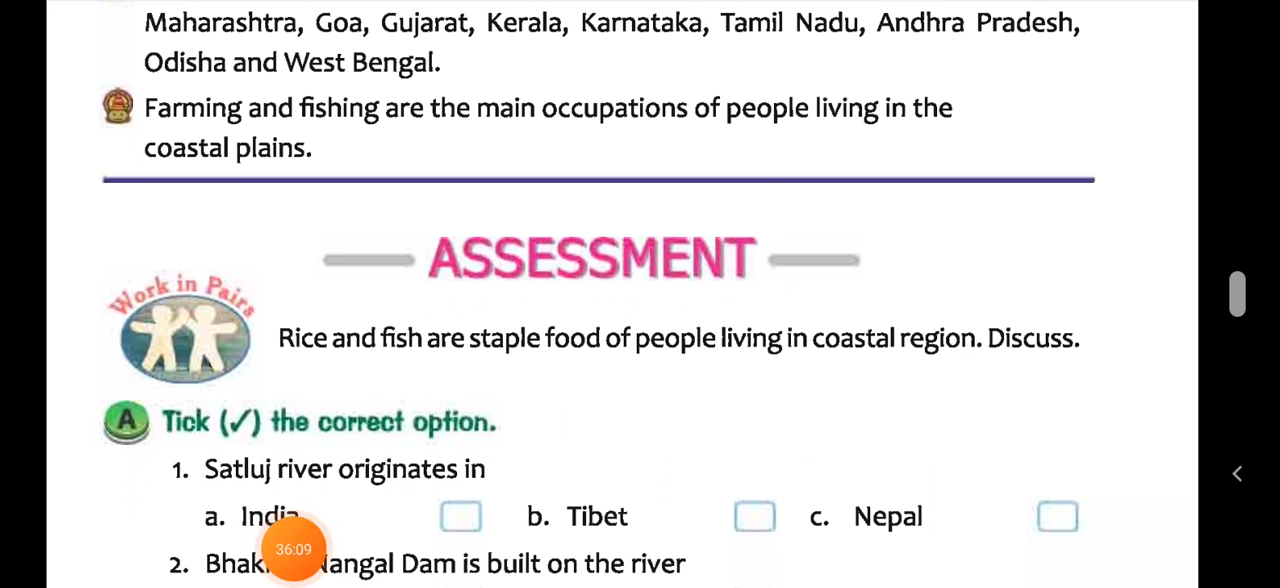 Maharashtra, Goa, Gujarat, Kerala, Karnataka, Tamil Nadu, Andhra Pradesh,
Odisha and West Bengal.
Farming and fishing are the main occupations of people living in the
coastal plains.
ASSESSMENT
Work in Pairs
Rice and fish are staple food of people living in coastal region. Discuss.
A Tick (✓) the correct option.
1. Satluj river originates in
a. India b. Tibet c. Nepal
36:09
2. Dam is built on the river